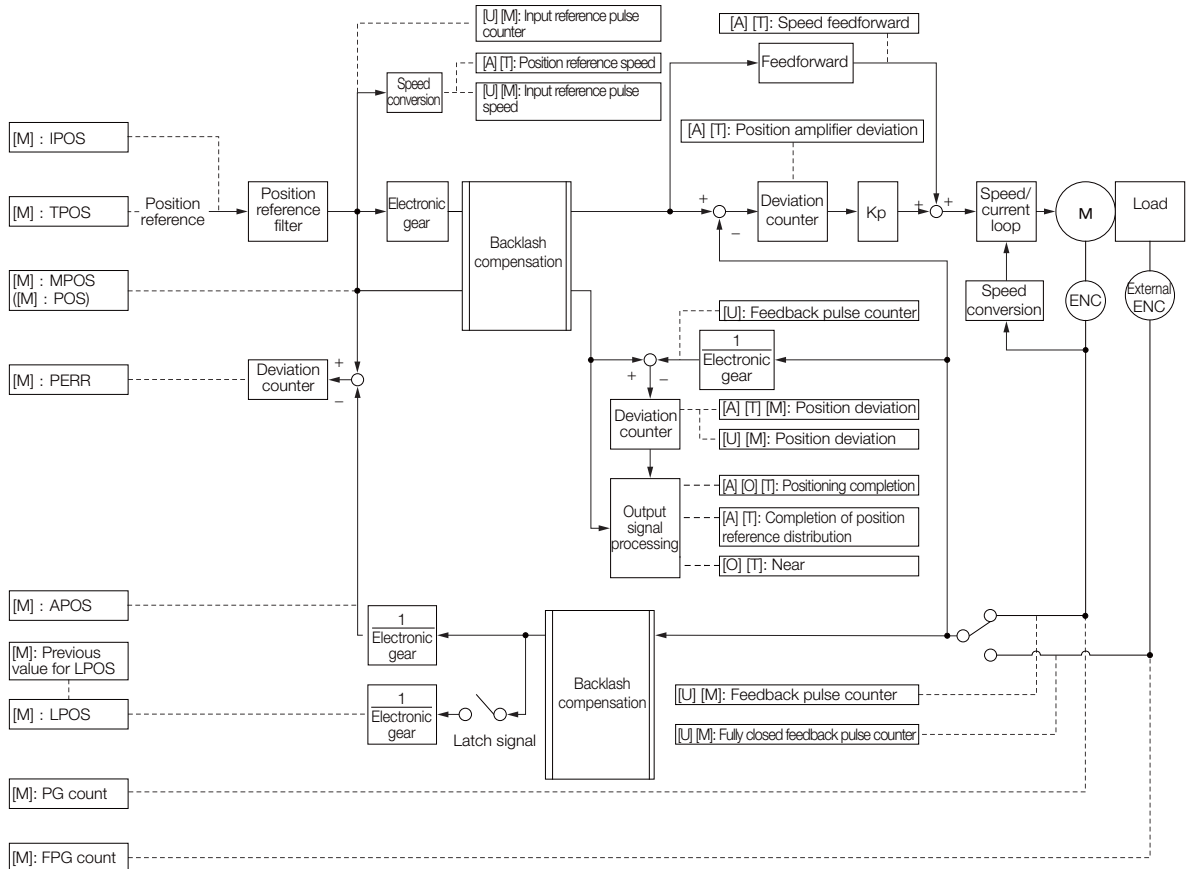 [U] [M]: Input reference pulse
counter
[A] [T]: Speed feedforward
[A] [T]: Position reference speed
Feedforward
Speed
conversion
[U] [M]: Input reference pulse
speed
[M] : IPOS
[A] [T]: Position amplifier deviation
[M] : TPOS
Position
reference
Position
reference
filter
Electronic
gear
Backlash
compensation
+
−
Deviation
counter
Kp
+
+
Speed/
current
loop
M
Load
[M] : MPOS
([M] : POS)
Speed
conversion
ENC
External
ENC
[U]: Feedback pulse counter
1
Electronic
gear
[M] : PERR
Deviation
counter
+
−
+
−
Deviation
counter
[A] [T] [M]: Position deviation
[U] [M]: Position deviation
Output
signal
processing
[A] [O] [T]: Positioning completion
[A] [T]: Completion of position
reference distribution
[O] [T]: Near
[M] : APOS
1
Electronic
gear
[M]: Previous
value for LPOS
Backlash
compensation
[M] : LPOS
1
Electronic
gear
Latch signal
[U] [M]: Feedback pulse counter
[U] [M]: Fully closed feedback pulse counter
[M]: PG count
[M]: FPG count